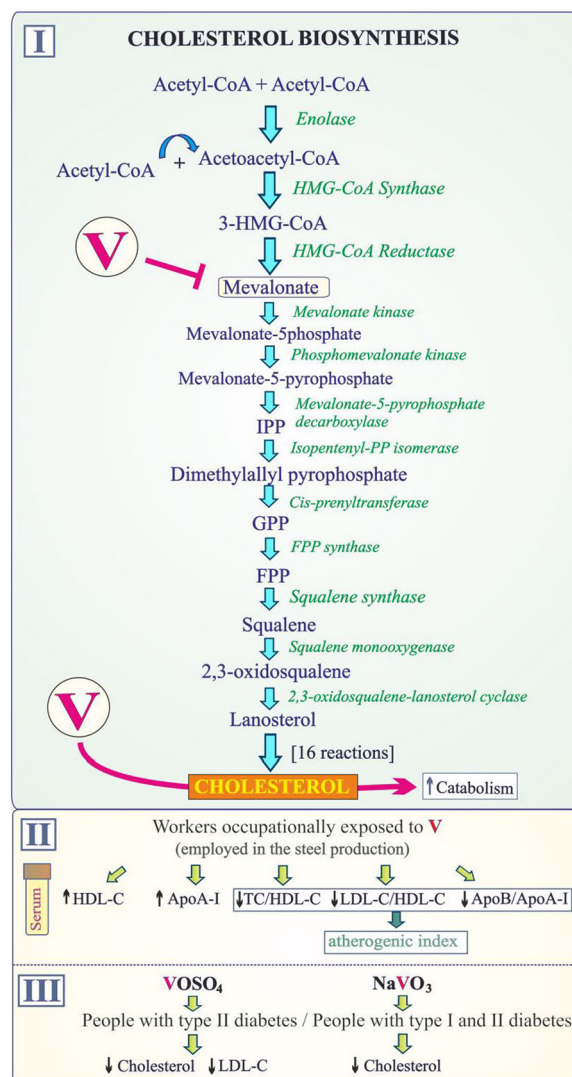 I
CHOLESTEROL BIOSYNTHESIS
Acetyl-CoA + Acetyl-CoA
Enolase
Acetyl-CoA + Acetoacetyl-CoA
HMG-CoA Synthase
3-HMG-CoA
V
HMG-CoA Reductase
Mevalonate
Mevalonate kinase
Mevalonate-5phosphate
Phosphomevalonate kinase
Mevalonate-5-pyrophosphate
Mevalonate-5-pyrophosphate
decarboxylase
IPP
Isopentenyl-PP isomerase
Dimethylallyl pyrophosphate
Cis-prenyltransferase
GPP
FPP synthase
FPP
Squalene synthase
Squalene
Squalene monooxygenase
2,3-oxidosqualene
V
2,3-oxidosqualene-lanosterol cyclase
Lanosterol
[16 reactions]
CHOLESTEROL
↑ Catabolism
II
Workers occupationally exposed to V
(employed in the steel production)
Serum
↑ HDL-C ↑ ApoA-I ↓TC/HDL-C ↓LDL-C/HDL-C ↓ ApoB/ApoA-I
atherogenic index
III
VOSO₄ NaVO₃
People with type II diabetes / People with type I and II diabetes
↓ Cholesterol ↓ LDL-C ↓ Cholesterol